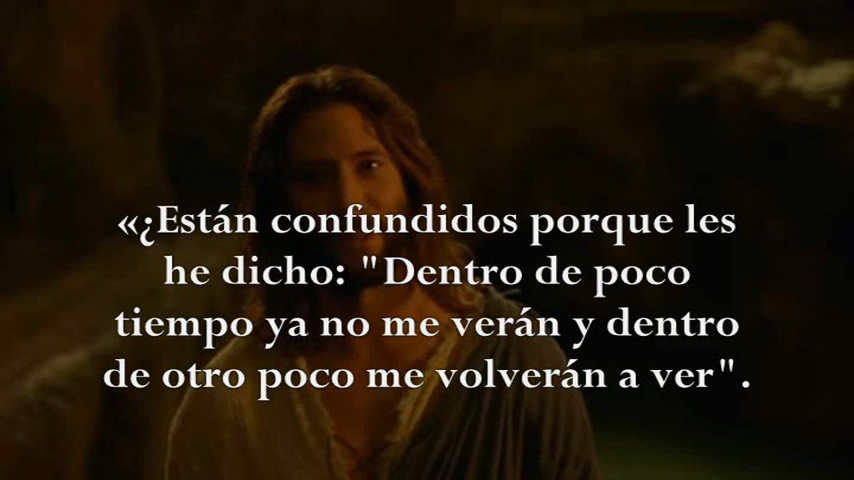 «¿Están confundidos porque les
he dicho: "Dentro de poco
tiempo ya no me verán y dentro
de otro poco me volverán a ver".